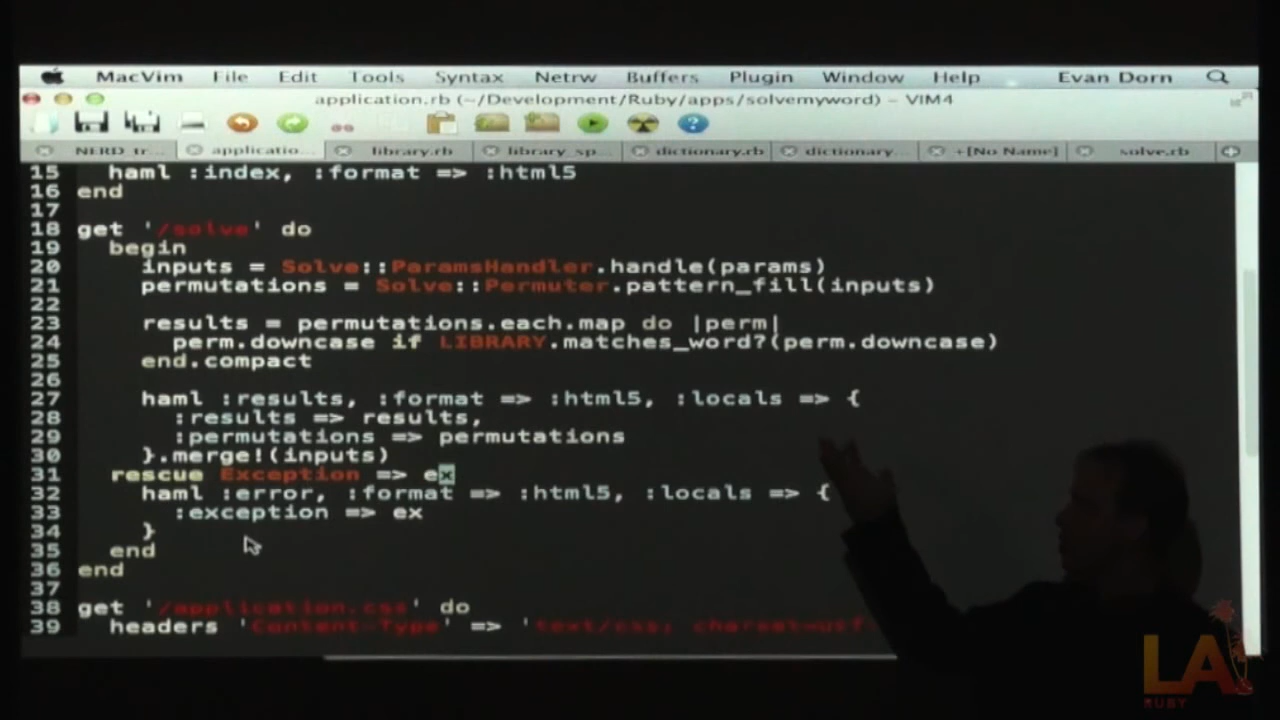 MacVim File Edit Tools Syntax Netrw Buffers Plugin Window Help Evan Dorn
application.rb (~/Development/Ruby/apps/solvemyword) – VIM4
NERD tr... applicatio... library.rb library_sp... dictionary.rb dictionary... +[No Name] solve.rb
15 haml :index, :format => :html5
16 end
17
18 get '/solve' do
19 begin
20 inputs = Solve::ParamsHandler.handle(params)
21 permutations = Solve::Permuter.pattern_fill(inputs)
22
23 results = permutations.each.map do |perm|
24 perm.downcase if LIBRARY.matches_word?(perm.downcase)
25 end.compact
26
27 haml :results, :format => :html5, :locals => {
28 :results => results,
29 :permutations => permutations
30 }.merge!(inputs)
31 rescue Exception => ex
32 haml :error, :format => :html5, :locals => {
33 :exception => ex
34 }
35 end
36 end
37
38 get '/application.css' do
39 headers 'Content-Type' => 'text/css; charset=utf
LA
RUBY